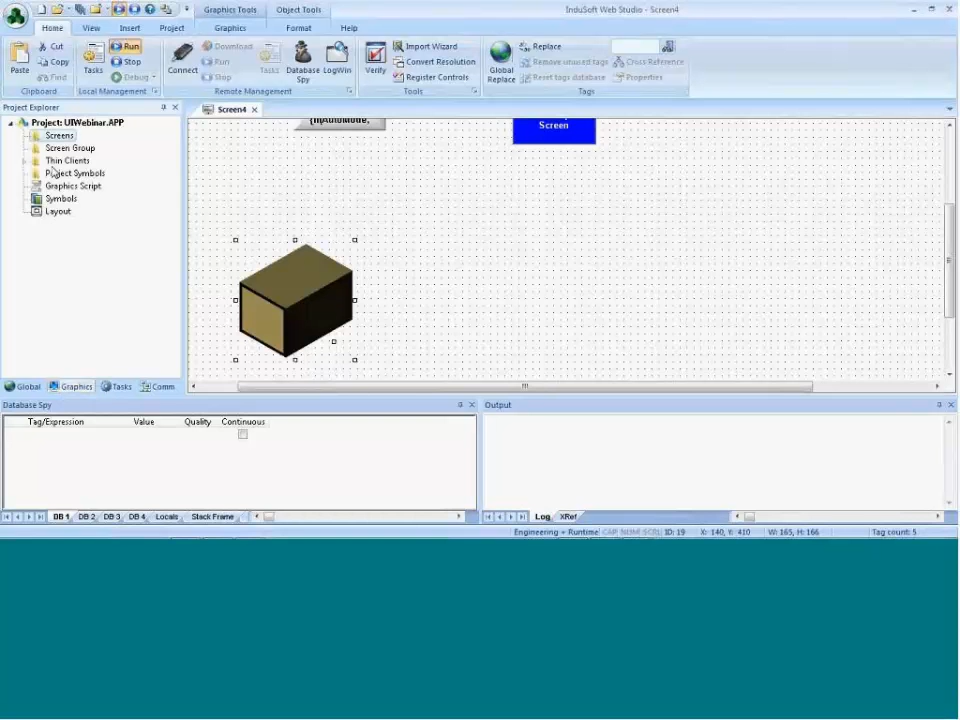 Graphics Tools Object Tools InduSoft Web Studio - Screen4
Home View Insert Project Graphics Format Help
Paste
Cut
Copy
Find
Clipboard
Tasks
Run
Stop
Debug
Local Management
Connect
Download
Run
Stop
Tasks
Database Spy
LogWin
Remote Management
Verify
Import Wizard
Convert Resolution
Register Controls
Tools
Global Replace
Replace
Remove unused tags
Reset tags database
Cross Reference
Properties
Tags
Project Explorer
Screen4
Project: UIWebinar.APP
Screens
Screen Group
Thin Clients
Project Symbols
Graphics Script
Symbols
Layout
{mAutoMode,
Screen
Global Graphics Tasks Comm
Database Spy
Output
Tag/Expression Value Quality Continuous
DB 1 DB 2 DB 3 DB 4 Locals Stack Frame
Log XRef
Engineering + Runtime CAP NUM SCRL ID: 19 X: 140, Y: 410 W: 165, H: 166 Tag count: 5